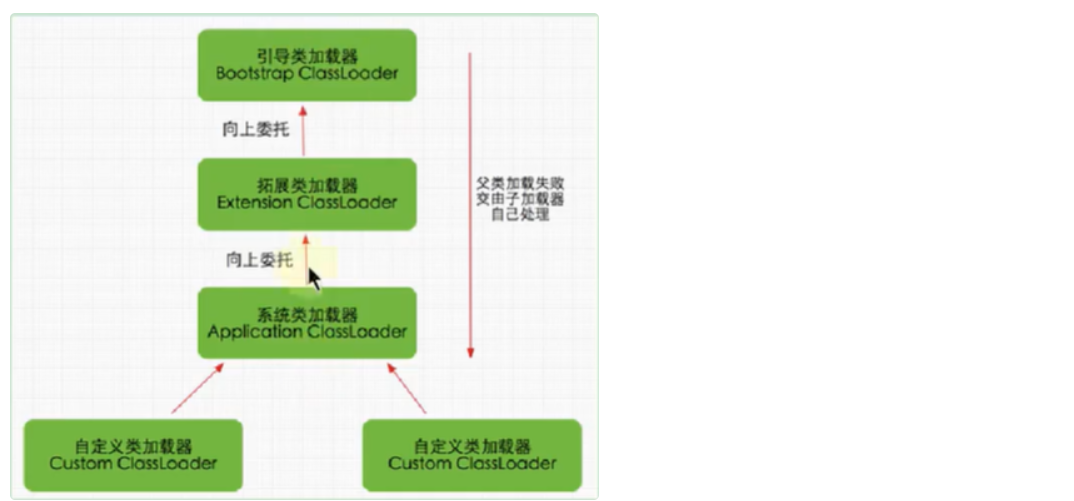 引导类加载器
Bootstrap ClassLoader
向上委托
拓展类加载器
Extension ClassLoader
父类加载失败
交由子加载器
自己处理
向上委托
系统类加载器
Application ClassLoader
自定义类加载器
Custom ClassLoader
自定义类加载器
Custom ClassLoader